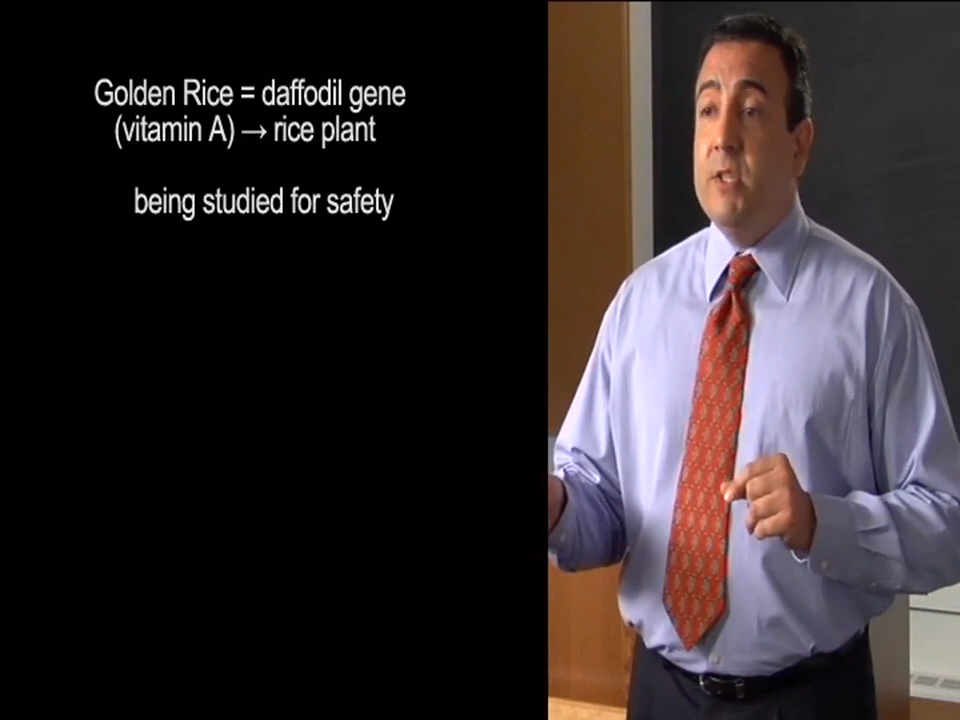 Golden Rice = daffodil gene
(vitamin A) → rice plant
being studied for safety